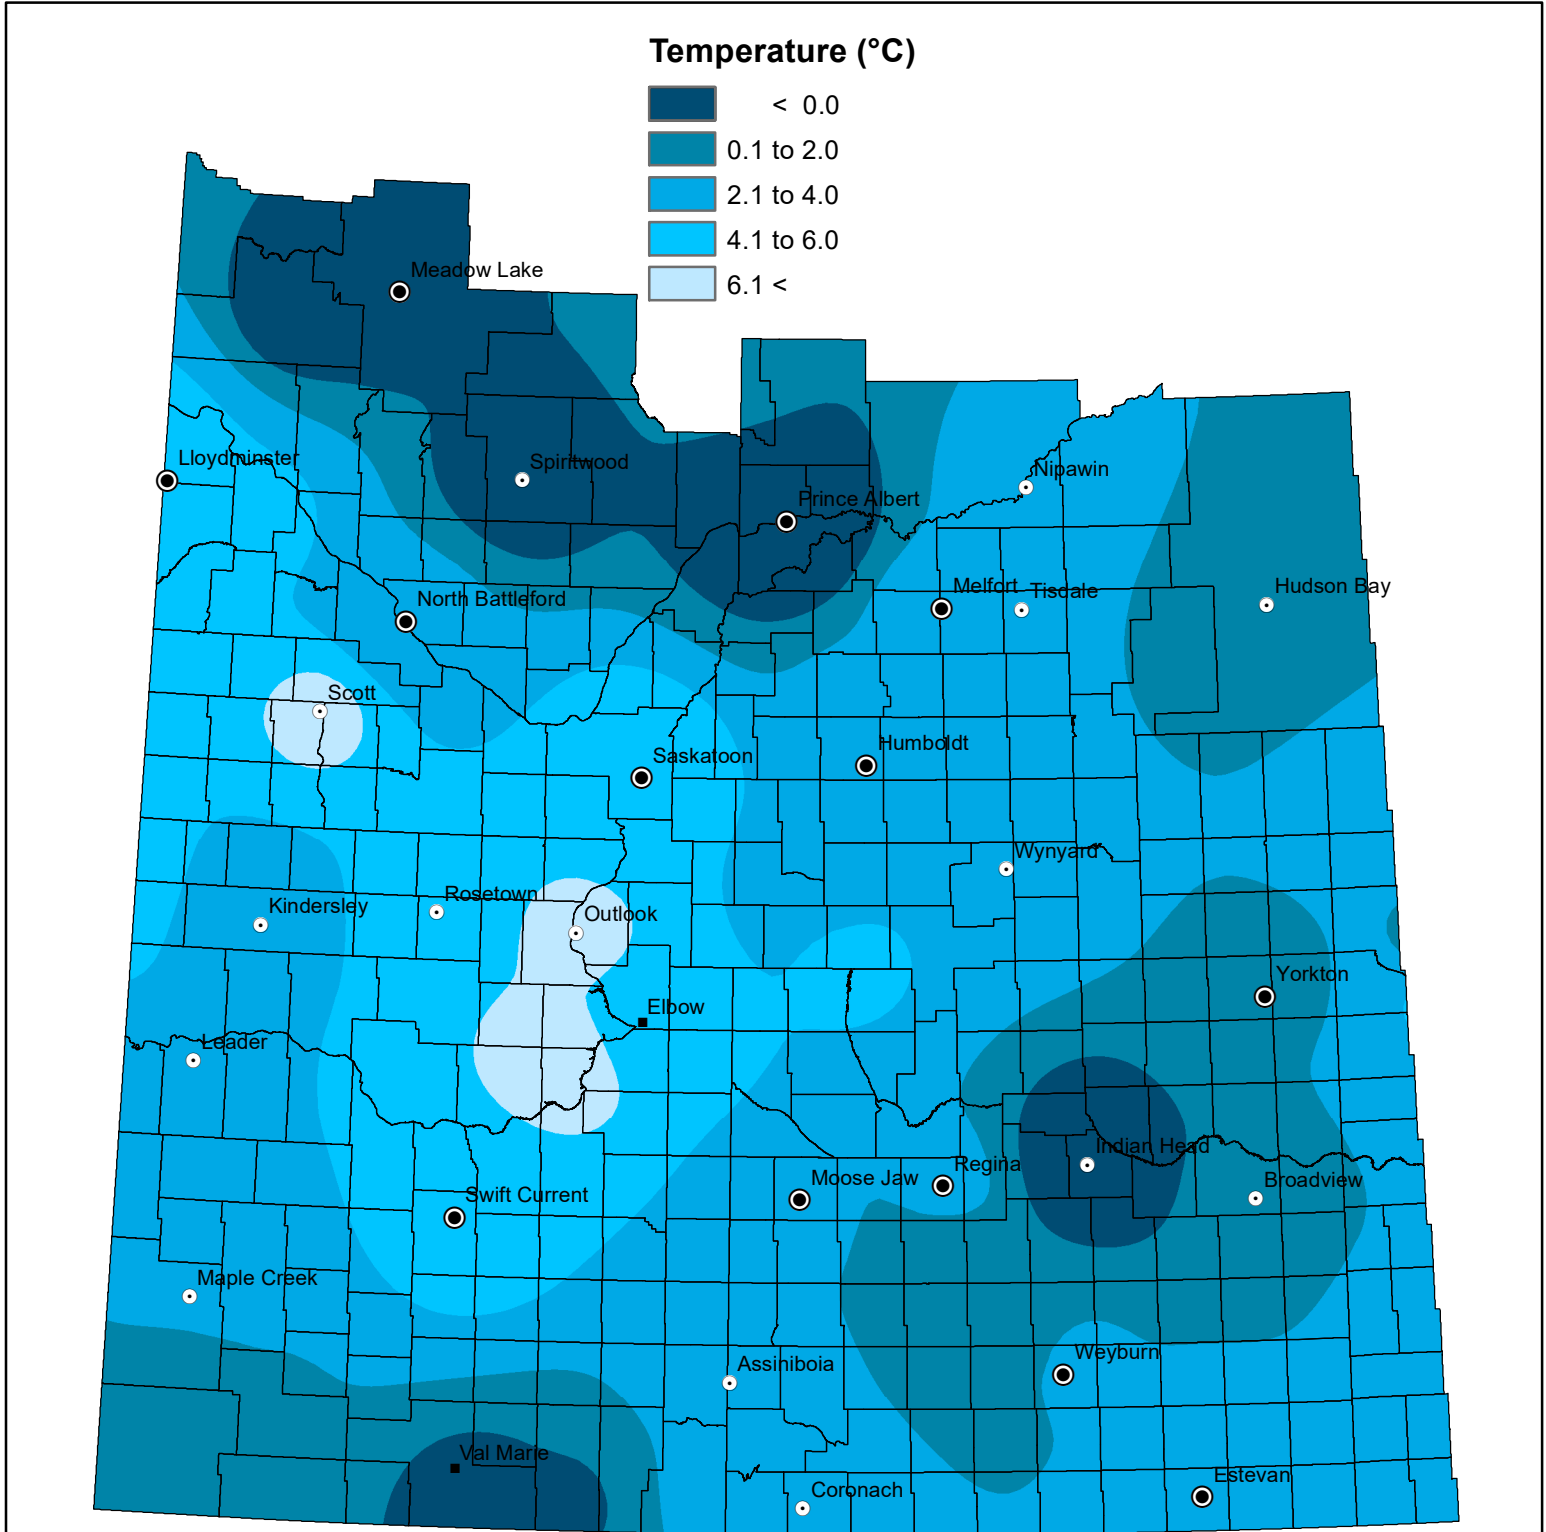 Temperature (°C)
< 0.0
0.1 to 2.0
2.1 to 4.0
4.1 to 6.0
6.1 <
Meadow Lake
Lloydminster
Spiritwood
Nipawin
Prince Albert
Hudson Bay
Melfort
Tisdale
North Battleford
Scott
Humboldt
Saskatoon
Wynyard
Rosetown
Kindersley
Outlook
Yorkton
Elbow
Leader
Indian Head
Regina
Moose Jaw
Broadview
Swift Current
Maple Creek
Weyburn
Assiniboia
Val Marie
Estevan
Coronach